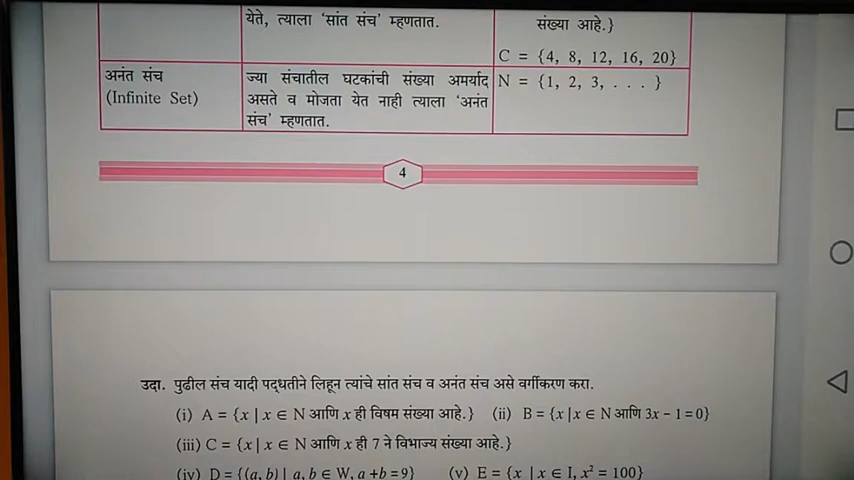 येते, त्याला ‘सांत संच’ म्हणतात.
संख्या आहे.}
C = {4, 8, 12, 16, 20}
अनंत संच
(Infinite Set)
ज्या संचातील घटकांची संख्या अमर्याद
असते व मोजता येत नाही त्याला ‘अनंत
संच’ म्हणतात.
N = {1, 2, 3, . . . }
4
उदा. पुढील संच यादी पद्धतीने लिहून त्यांचे सांत संच व अनंत संच असे वर्गीकरण करा.
(i) A = {x | x ∈ N आणि x ही विषम संख्या आहे.} (ii) B = {x | x ∈ N आणि 3x − 1 = 0}
(iii) C = {x | x ∈ N आणि x ही 7 ने विभाज्य संख्या आहे.}
(iv) D = {(a, b) | a, b ∈ W, a + b = 9} (v) E = {x | x ∈ I, x² = 100}